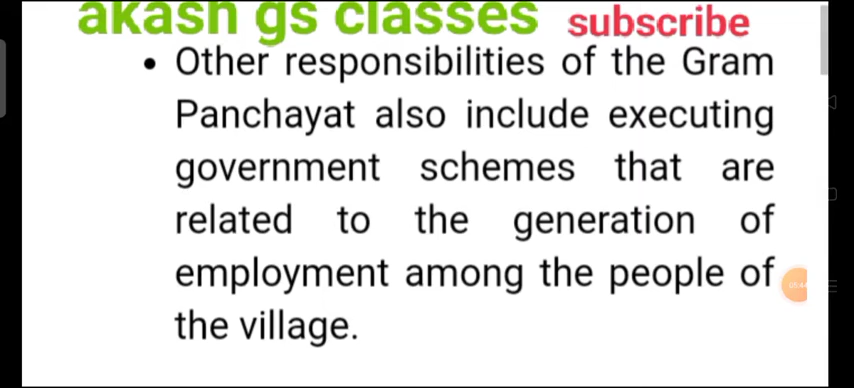 akash gs classes subscribe
• Other responsibilities of the Gram
Panchayat also include executing
government schemes that are
related to the generation of
employment among the people of
the village.